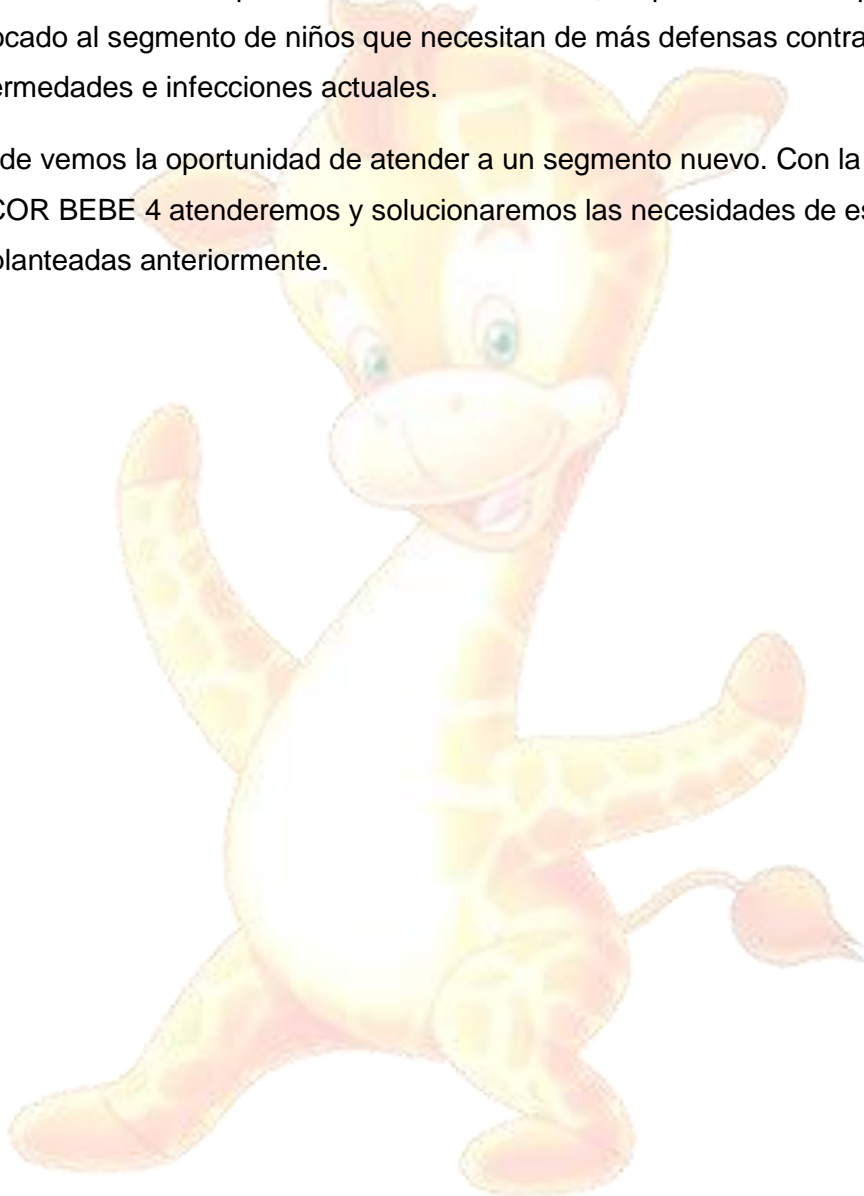 ocado al segmento de niños que necesitan de más defensas contra
ermedades e infecciones actuales.
de vemos la oportunidad de atender a un segmento nuevo. Con la
COR BEBE 4 atenderemos y solucionaremos las necesidades de es
planteadas anteriormente.